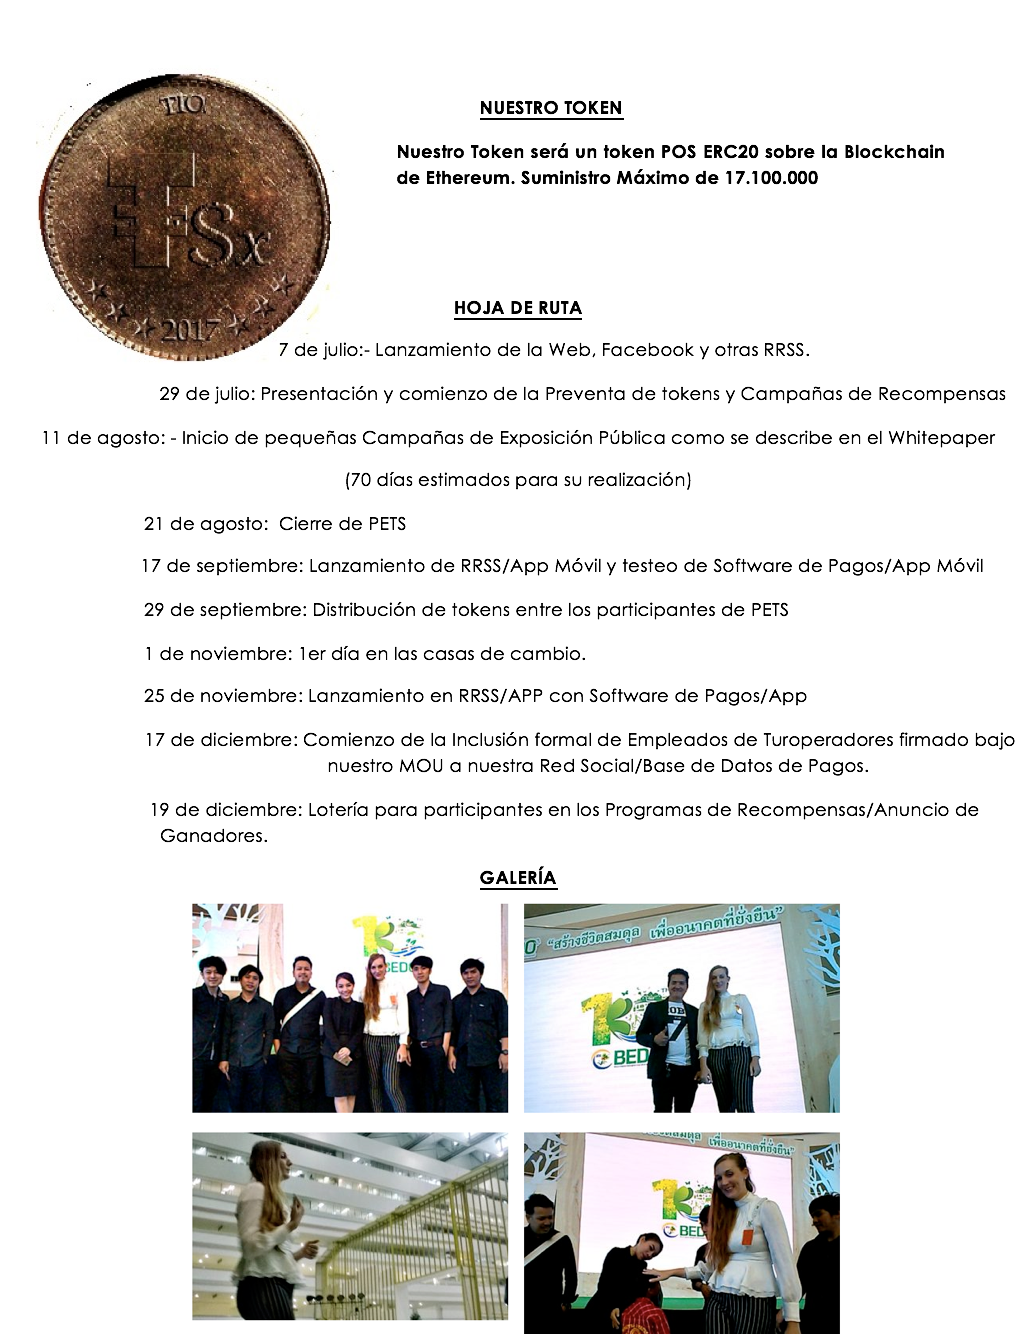 TIO
TSx
2017
NUESTRO TOKEN
Nuestro Token será un token POS ERC20 sobre la Blockchain
de Ethereum. Suministro Máximo de 17.100.000
HOJA DE RUTA
7 de julio:- Lanzamiento de la Web, Facebook y otras RRSS.
29 de julio: Presentación y comienzo de la Preventa de tokens y Campañas de Recompensas
11 de agosto: - Inicio de pequeñas Campañas de Exposición Pública como se describe en el Whitepaper
(70 días estimados para su realización)
21 de agosto:  Cierre de PETS
17 de septiembre: Lanzamiento de RRSS/App Móvil y testeo de Software de Pagos/App Móvil
29 de septiembre: Distribución de tokens entre los participantes de PETS
1 de noviembre: 1er día en las casas de cambio.
25 de noviembre: Lanzamiento en RRSS/APP con Software de Pagos/App
17 de diciembre: Comienzo de la Inclusión formal de Empleados de Turoperadores firmado bajo
nuestro MOU a nuestra Red Social/Base de Datos de Pagos.
19 de diciembre: Lotería para participantes en los Programas de Recompensas/Anuncio de
Ganadores.
GALERÍA
BEDO
"สร้างชีวิตสมดุล เพื่ออนาคตที่ยั่งยืน"
BED
7
เพื่ออนาคตที่ยั่งยืน"
BED